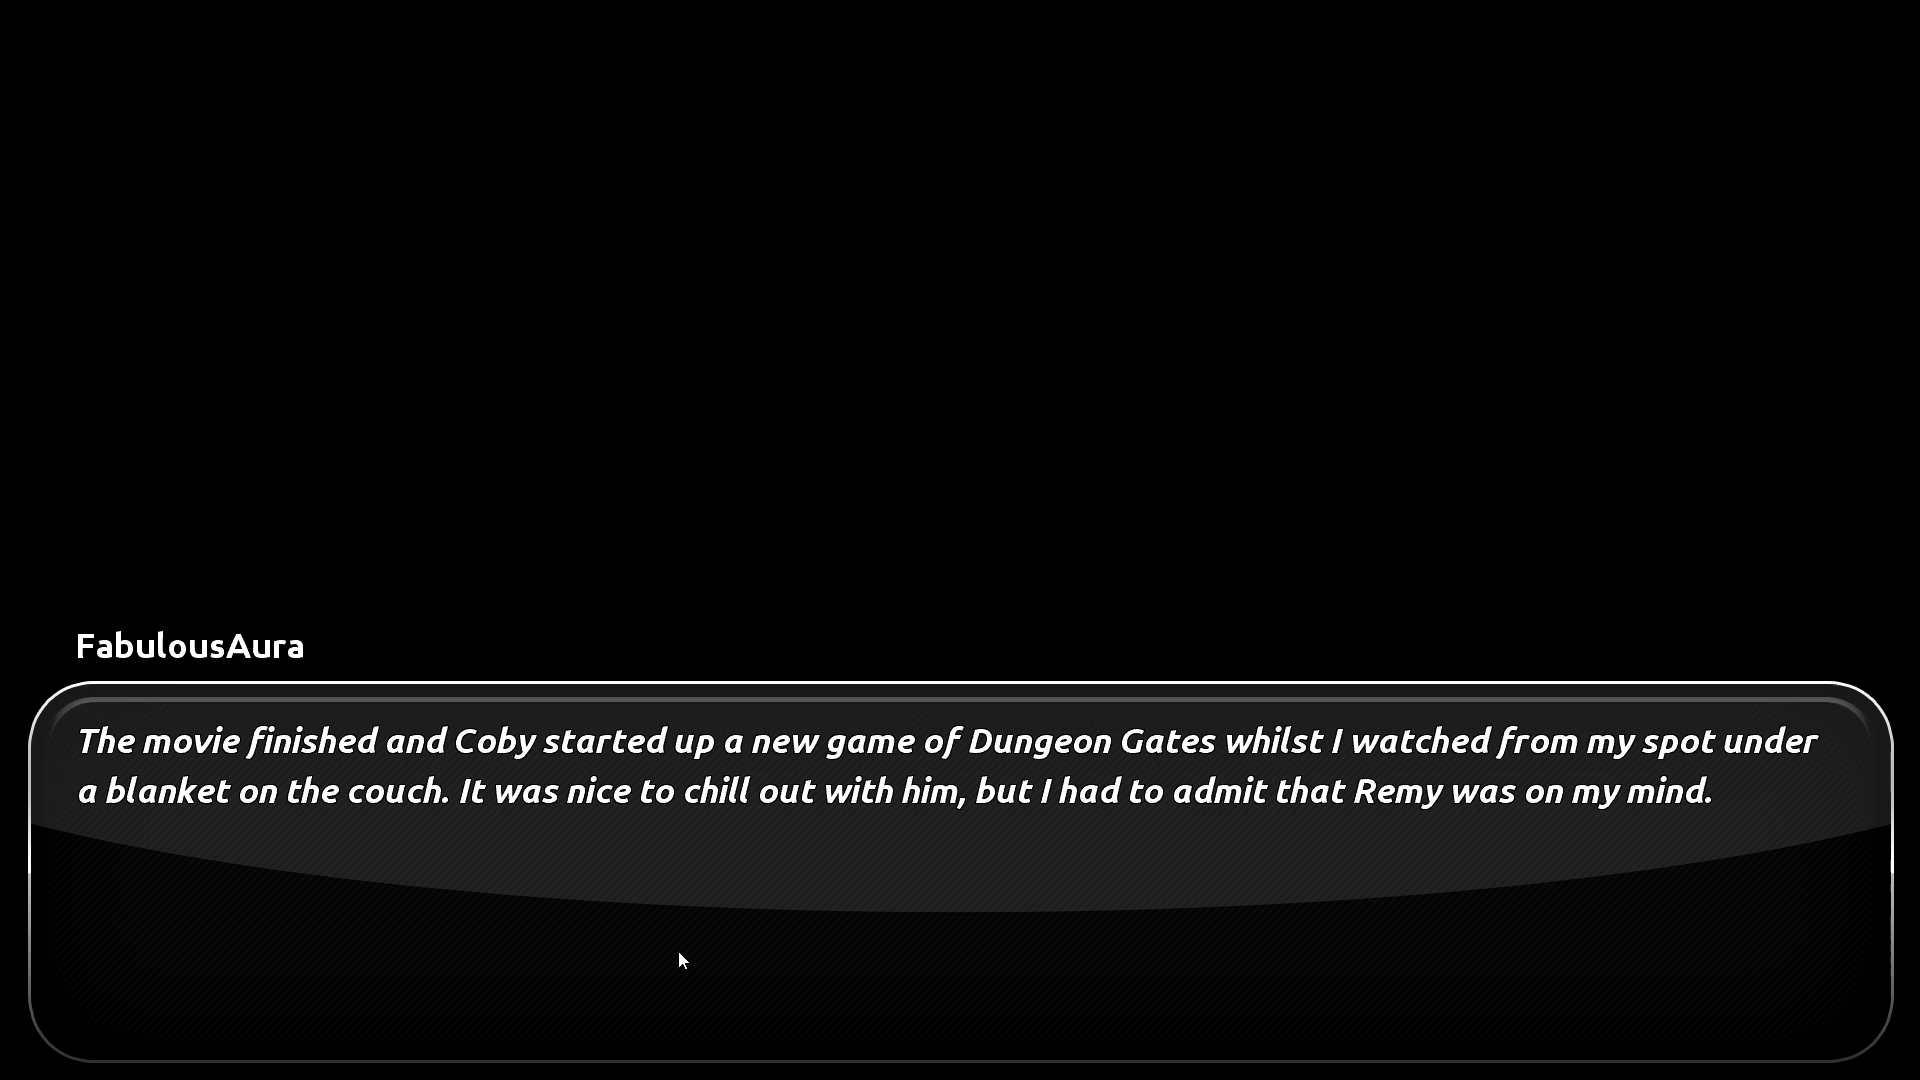 FabulousAura
The movie finished and Coby started up a new game of Dungeon Gates whilst I watched from my spot under
a blanket on the couch. It was nice to chill out with him, but I had to admit that Remy was on my mind.